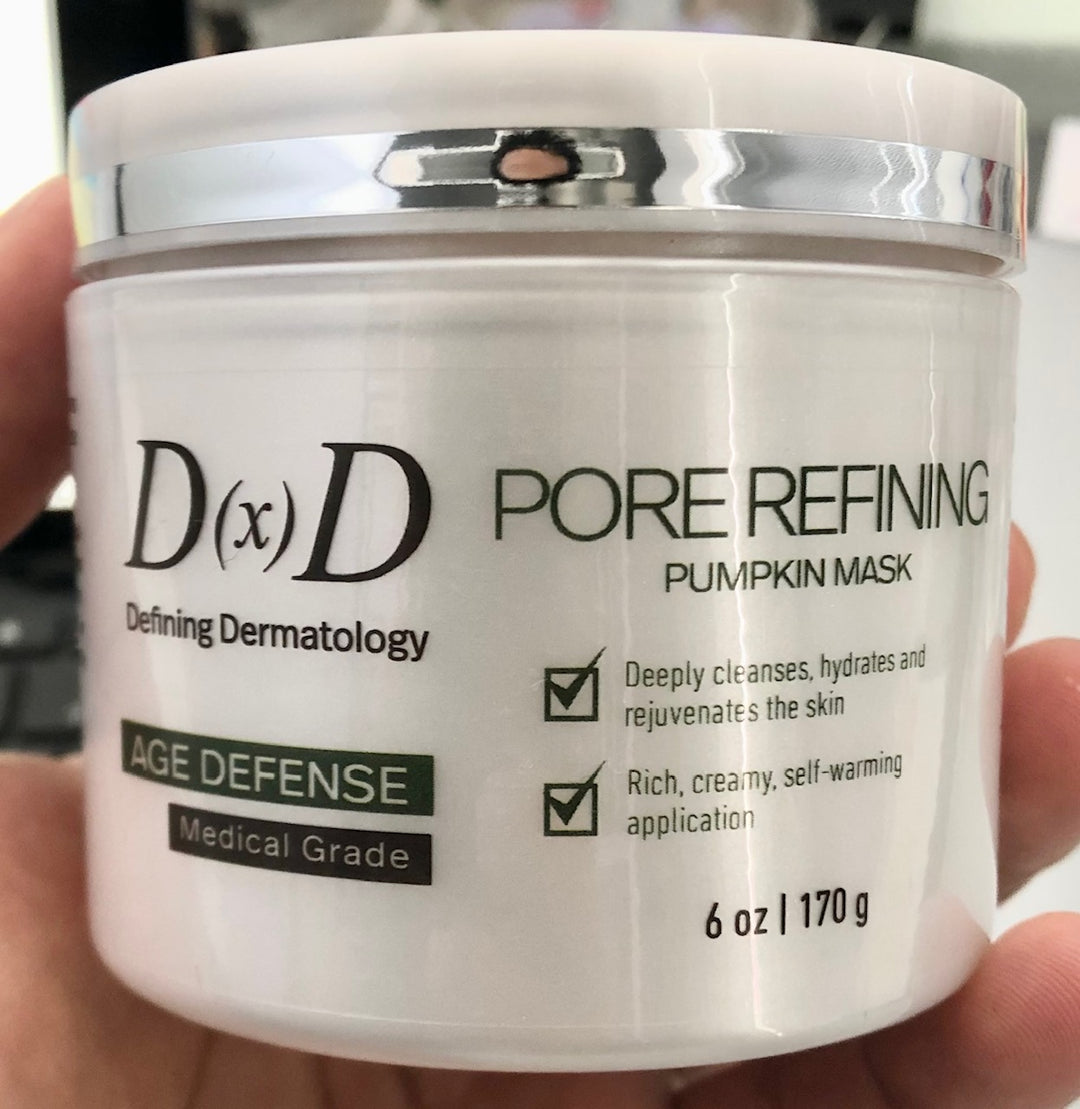 D(x)D
Defining Dermatology
AGE DEFENSE
Medical Grade
PORE REFINING
PUMPKIN MASK
Deeply cleanses, hydrates and
rejuvenates the skin
Rich, creamy, self-warming
application
6 oz | 170 g